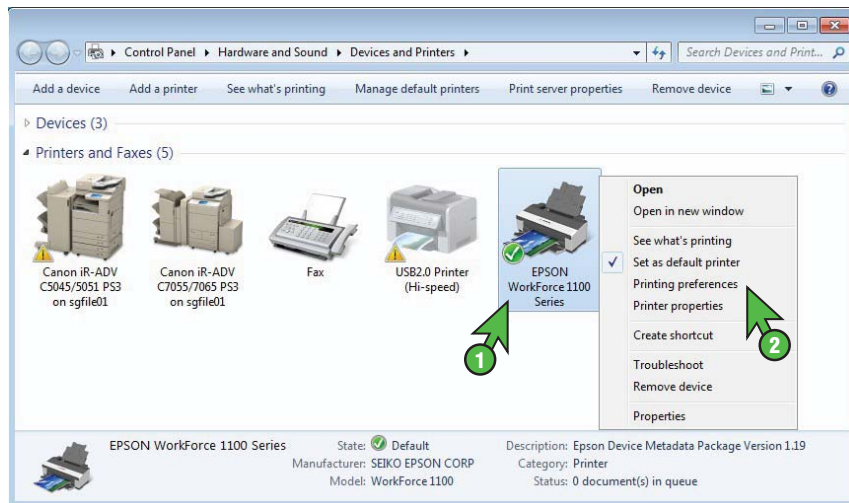 Control Panel ▸ Hardware and Sound ▸ Devices and Printers ▸
Search Devices and Print...
Add a device Add a printer See what's printing Manage default printers Print server properties Remove device
Devices (3)
Printers and Faxes (5)
Canon iR-ADV
C5045/5051 PS3
on sgfile01
Canon iR-ADV
C7055/7065 PS3
on sgfile01
Fax
USB2.0 Printer
(Hi-speed)
EPSON
WorkForce 1100
Series
1
Open
Open in new window
See what's printing
Set as default printer
Printing preferences
Printer properties
Create shortcut
2
Troubleshoot
Remove device
Properties
EPSON WorkForce 1100 Series
State: Default
Manufacturer: SEIKO EPSON CORP
Model: WorkForce 1100
Description: Epson Device Metadata Package Version 1.19
Category: Printer
Status: 0 document(s) in queue